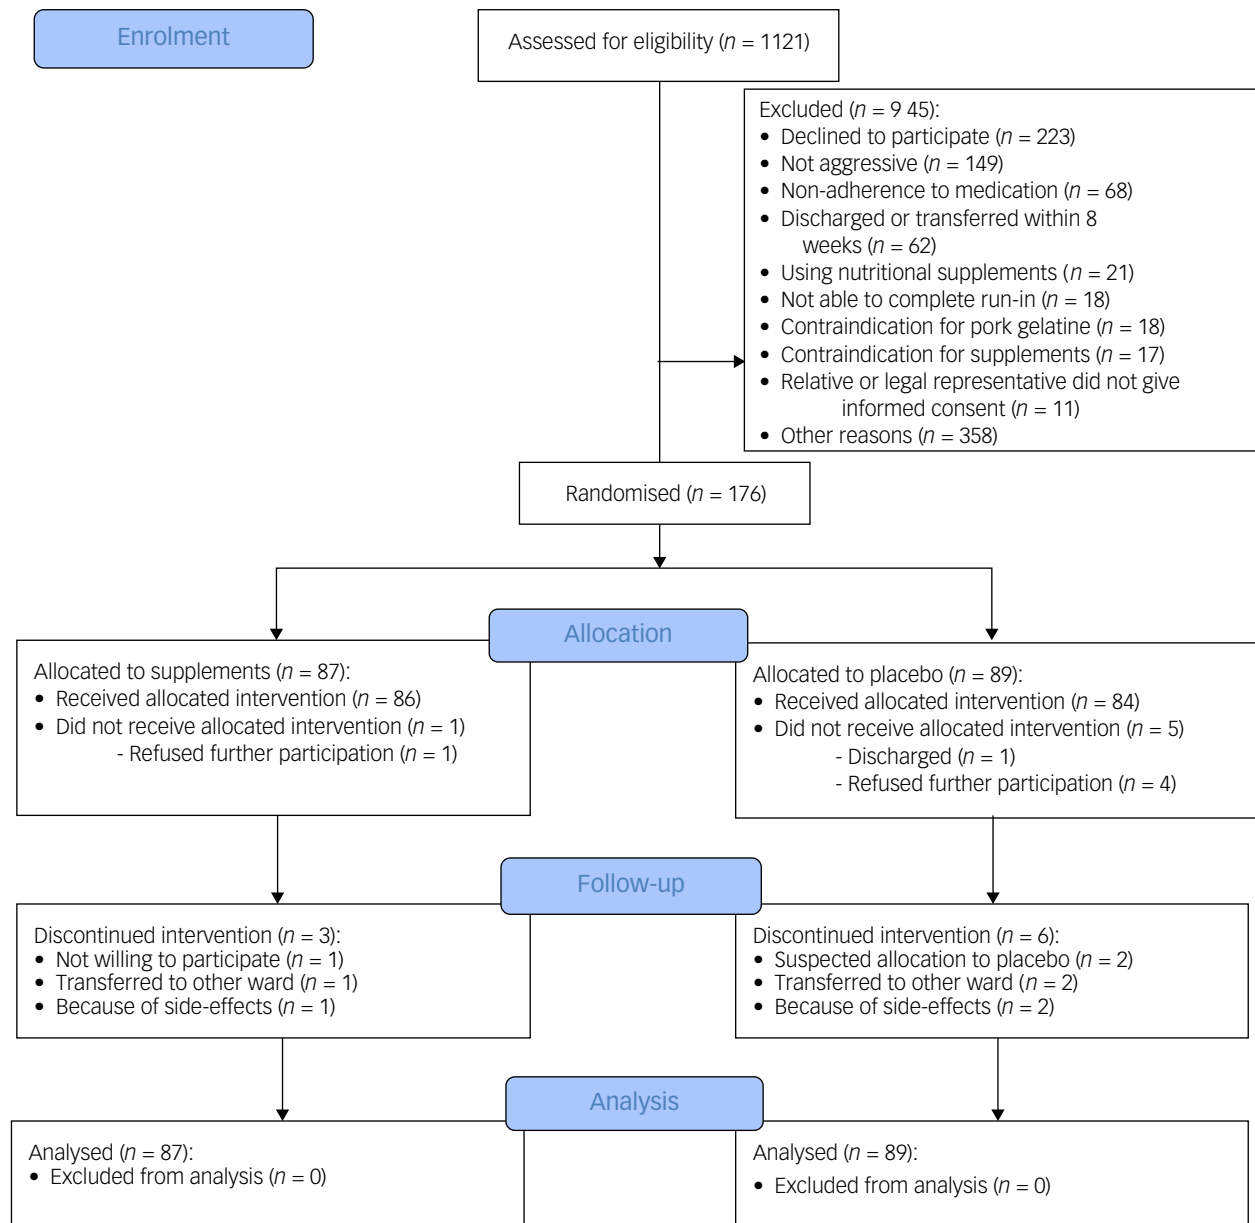 Enrolment
Assessed for eligibility (n = 1121)
Excluded (n = 9 45):
• Declined to participate (n = 223)
• Not aggressive (n = 149)
• Non-adherence to medication (n = 68)
• Discharged or transferred within 8
weeks (n = 62)
• Using nutritional supplements (n = 21)
• Not able to complete run-in (n = 18)
• Contraindication for pork gelatine (n = 18)
• Contraindication for supplements (n = 17)
• Relative or legal representative did not give
informed consent (n = 11)
• Other reasons (n = 358)
Randomised (n = 176)
Allocation
Allocated to supplements (n = 87):
• Received allocated intervention (n = 86)
• Did not receive allocated intervention (n = 1)
- Refused further participation (n = 1)
Allocated to placebo (n = 89):
• Received allocated intervention (n = 84)
• Did not receive allocated intervention (n = 5)
- Discharged (n = 1)
- Refused further participation (n = 4)
Follow-up
Discontinued intervention (n = 3):
• Not willing to participate (n = 1)
• Transferred to other ward (n = 1)
• Because of side-effects (n = 1)
Discontinued intervention (n = 6):
• Suspected allocation to placebo (n = 2)
• Transferred to other ward (n = 2)
• Because of side-effects (n = 2)
Analysis
Analysed (n = 87):
• Excluded from analysis (n = 0)
Analysed (n = 89):
• Excluded from analysis (n = 0)